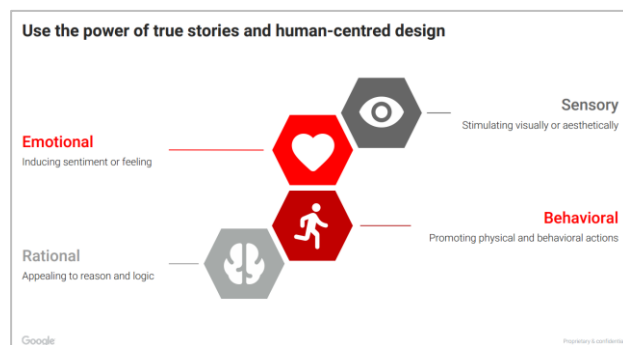 Use the power of true stories and human-centred design
Sensory
Stimulating visually or aesthetically
Emotional
Inducing sentiment or feeling
Behavioral
Promoting physical and behavioral actions
Rational
Appealing to reason and logic
Google
Proprietary &